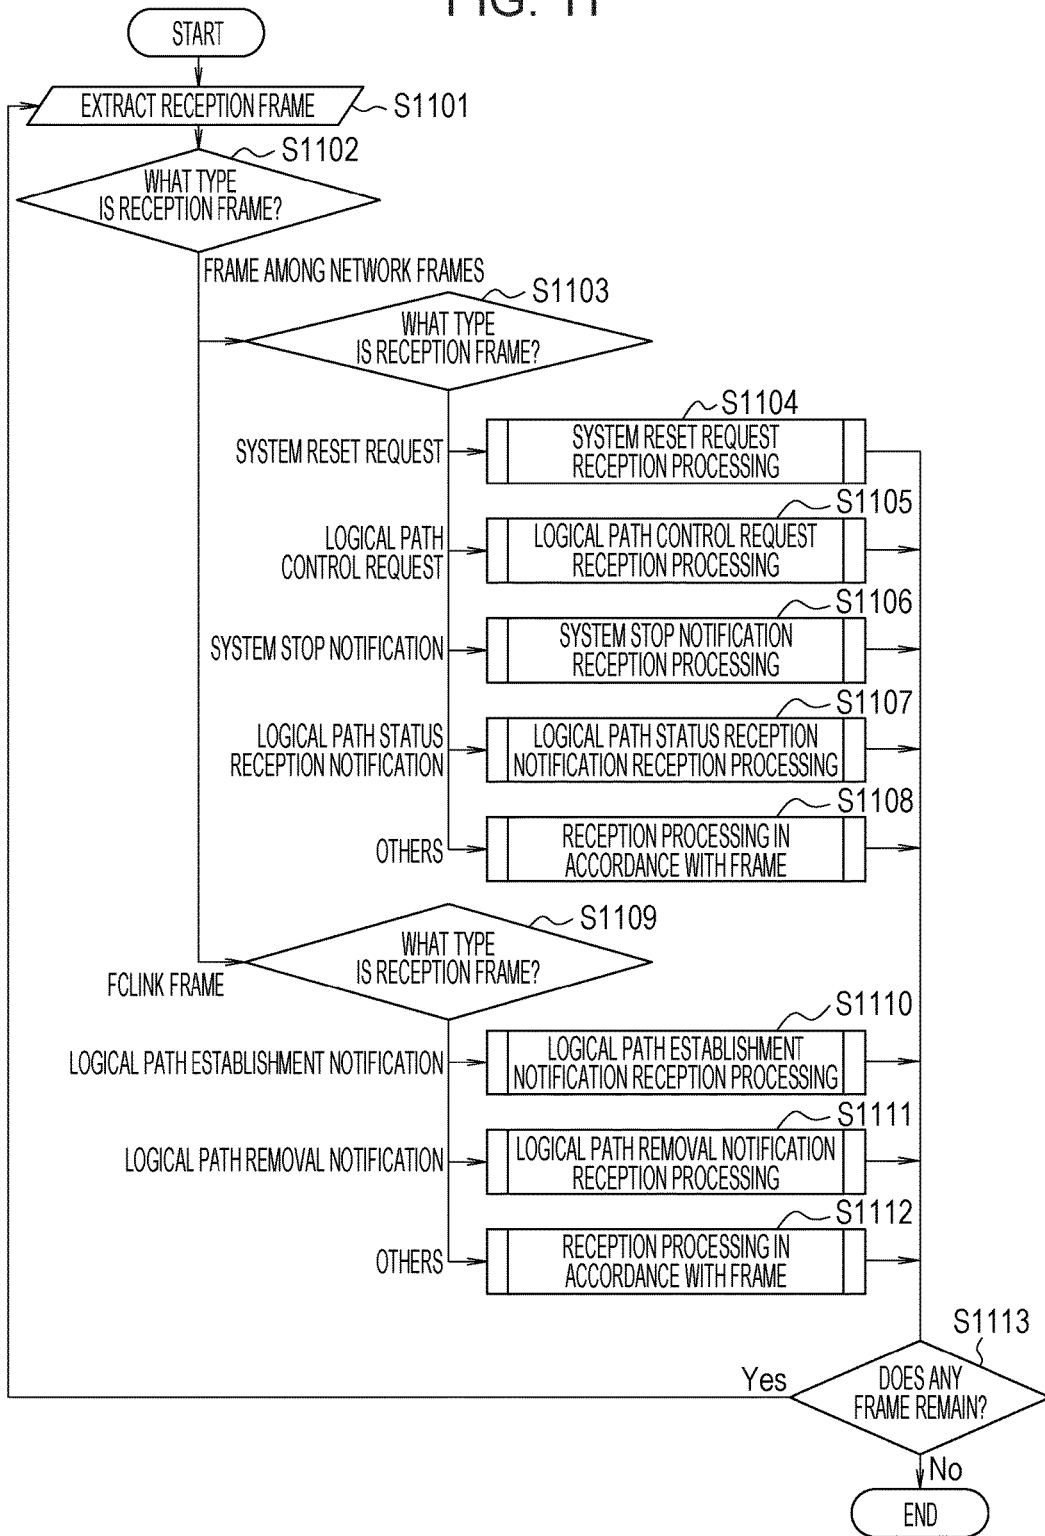 FIG. 11
START
EXTRACT RECEPTION FRAME
S1101
S1102
WHAT TYPE
IS RECEPTION FRAME?
FRAME AMONG NETWORK FRAMES
S1103
WHAT TYPE
IS RECEPTION FRAME?
S1104
SYSTEM RESET REQUEST
SYSTEM RESET REQUEST
RECEPTION PROCESSING
S1105
LOGICAL PATH
CONTROL REQUEST
LOGICAL PATH CONTROL REQUEST
RECEPTION PROCESSING
S1106
SYSTEM STOP NOTIFICATION
SYSTEM STOP NOTIFICATION
RECEPTION PROCESSING
S1107
LOGICAL PATH STATUS
RECEPTION NOTIFICATION
LOGICAL PATH STATUS RECEPTION
NOTIFICATION RECEPTION PROCESSING
S1108
OTHERS
RECEPTION PROCESSING IN
ACCORDANCE WITH FRAME
S1109
WHAT TYPE
IS RECEPTION FRAME?
FCLINK FRAME
S1110
LOGICAL PATH ESTABLISHMENT NOTIFICATION
LOGICAL PATH ESTABLISHMENT
NOTIFICATION RECEPTION PROCESSING
S1111
LOGICAL PATH REMOVAL NOTIFICATION
LOGICAL PATH REMOVAL NOTIFICATION
RECEPTION PROCESSING
S1112
OTHERS
RECEPTION PROCESSING IN
ACCORDANCE WITH FRAME
S1113
Yes
DOES ANY
FRAME REMAIN?
No
END